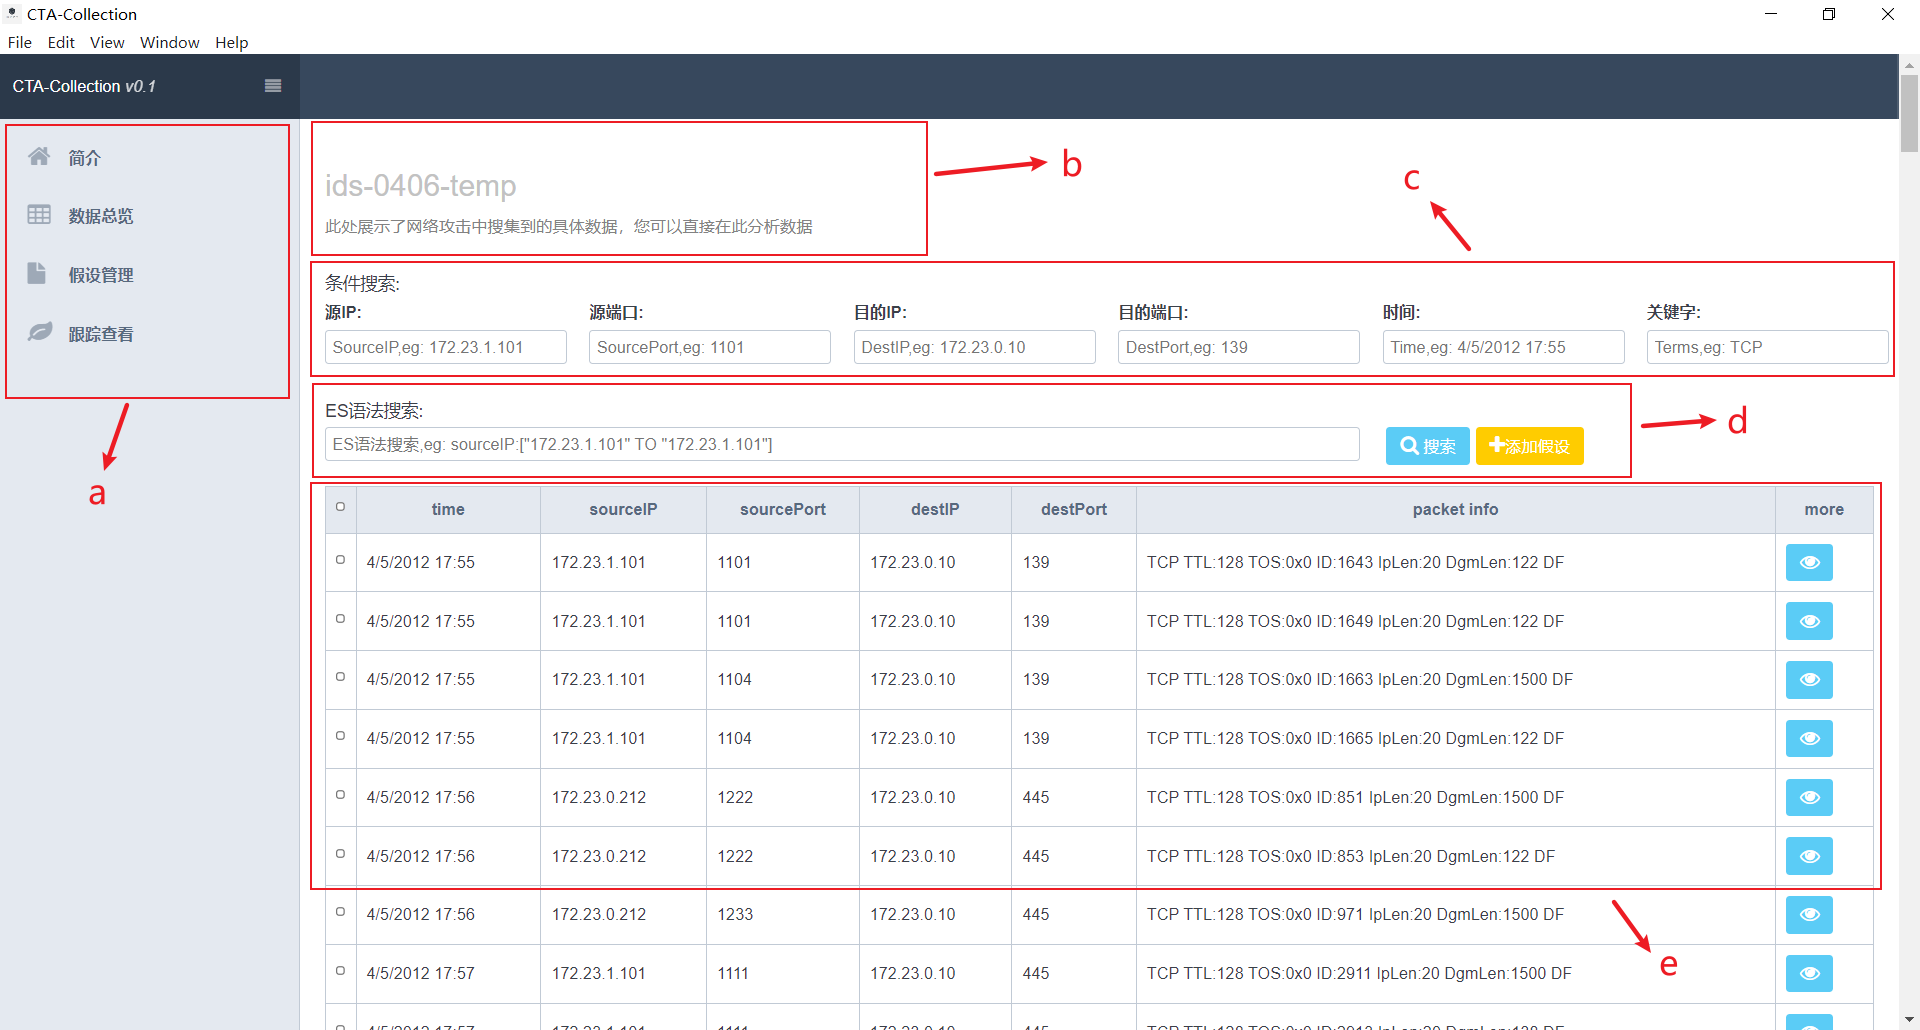 CTA-Collection
File Edit View Window Help
CTA-Collection v0.1
简介
数据总览
假设管理
跟踪查看
a
ids-0406-temp
此处展示了网络攻击中搜集到的具体数据，您可以直接在此分析数据
b
c
条件搜索:
源IP: 源端口: 目的IP: 目的端口: 时间: 关键字:
SourceIP,eg: 172.23.1.101 SourcePort,eg: 1101 DestIP,eg: 172.23.0.10 DestPort,eg: 139 Time,eg: 4/5/2012 17:55 Terms,eg: TCP
ES语法搜索:
ES语法搜索,eg: sourceIP:["172.23.1.101" TO "172.23.1.101"] 搜索 添加假设
d
time sourceIP sourcePort destIP destPort packet info more
4/5/2012 17:55 172.23.1.101 1101 172.23.0.10 139 TCP TTL:128 TOS:0x0 ID:1643 IpLen:20 DgmLen:122 DF
4/5/2012 17:55 172.23.1.101 1101 172.23.0.10 139 TCP TTL:128 TOS:0x0 ID:1649 IpLen:20 DgmLen:122 DF
4/5/2012 17:55 172.23.1.101 1104 172.23.0.10 139 TCP TTL:128 TOS:0x0 ID:1663 IpLen:20 DgmLen:1500 DF
4/5/2012 17:55 172.23.1.101 1104 172.23.0.10 139 TCP TTL:128 TOS:0x0 ID:1665 IpLen:20 DgmLen:122 DF
4/5/2012 17:56 172.23.0.212 1222 172.23.0.10 445 TCP TTL:128 TOS:0x0 ID:851 IpLen:20 DgmLen:1500 DF
4/5/2012 17:56 172.23.0.212 1222 172.23.0.10 445 TCP TTL:128 TOS:0x0 ID:853 IpLen:20 DgmLen:122 DF
4/5/2012 17:56 172.23.0.212 1233 172.23.0.10 445 TCP TTL:128 TOS:0x0 ID:971 IpLen:20 DgmLen:1500 DF
e
4/5/2012 17:57 172.23.1.101 1111 172.23.0.10 445 TCP TTL:128 TOS:0x0 ID:2911 IpLen:20 DgmLen:1500 DF